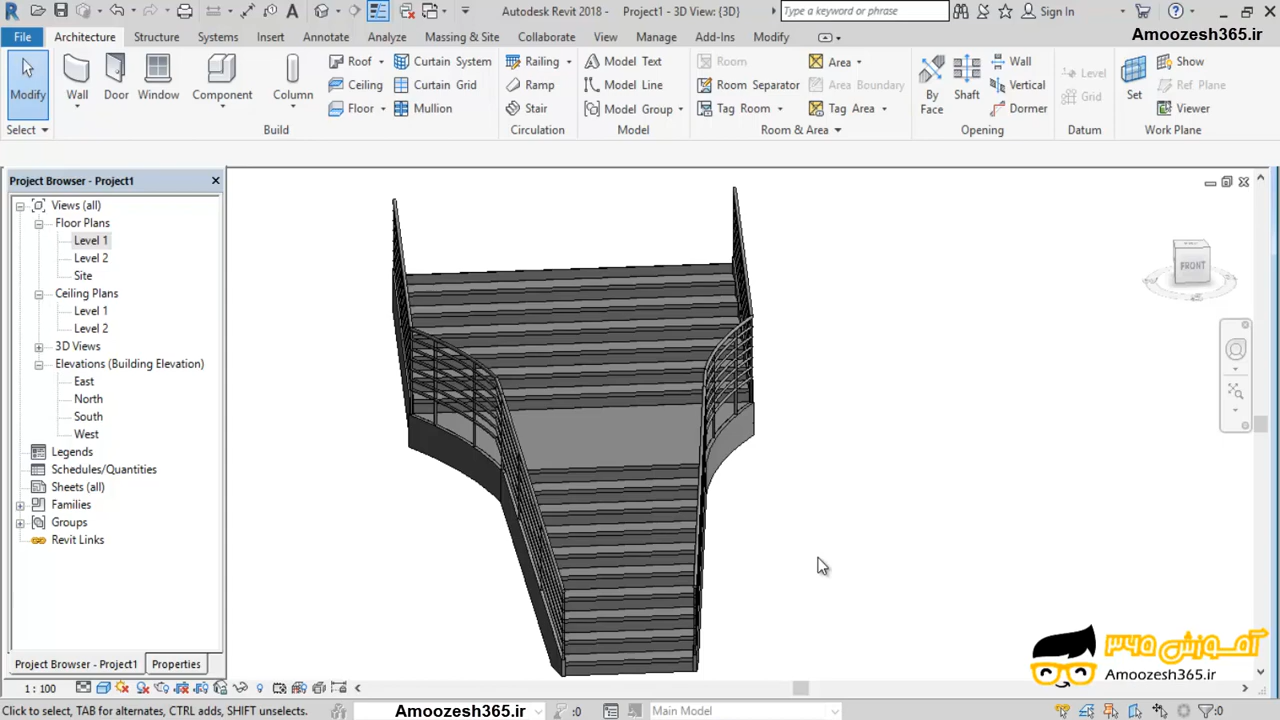 Autodesk Revit 2018 - Project1 - 3D View: {3D}
Type a keyword or phrase
Sign In
File Architecture Structure Systems Insert Annotate Analyze Massing & Site Collaborate View Manage Add-Ins Modify
Amoozesh365.ir
Modify
Select
Wall
Door
Window
Component
Column
Roof
Ceiling
Floor
Curtain System
Curtain Grid
Mullion
Build
Railing
Ramp
Stair
Circulation
Model Text
Model Line
Model Group
Model
Room
Room Separator
Tag Room
Area
Area Boundary
Tag Area
Room & Area
By
Face
Shaft
Wall
Vertical
Dormer
Opening
Level
Grid
Datum
Set
Show
Ref Plane
Viewer
Work Plane
Project Browser - Project1
Views (all)
Floor Plans
Level 1
Level 2
Site
Ceiling Plans
Level 1
Level 2
3D Views
Elevations (Building Elevation)
East
North
South
West
Legends
Schedules/Quantities
Sheets (all)
Families
Groups
Revit Links
Project Browser - Project1
Properties
FRONT
آمـوزش ۳۶۵
Amoozesh365.ir
1 : 100
Click to select, TAB for alternates, CTRL adds, SHIFT unselects.
Amoozesh365.ir
:0
Main Model
:0